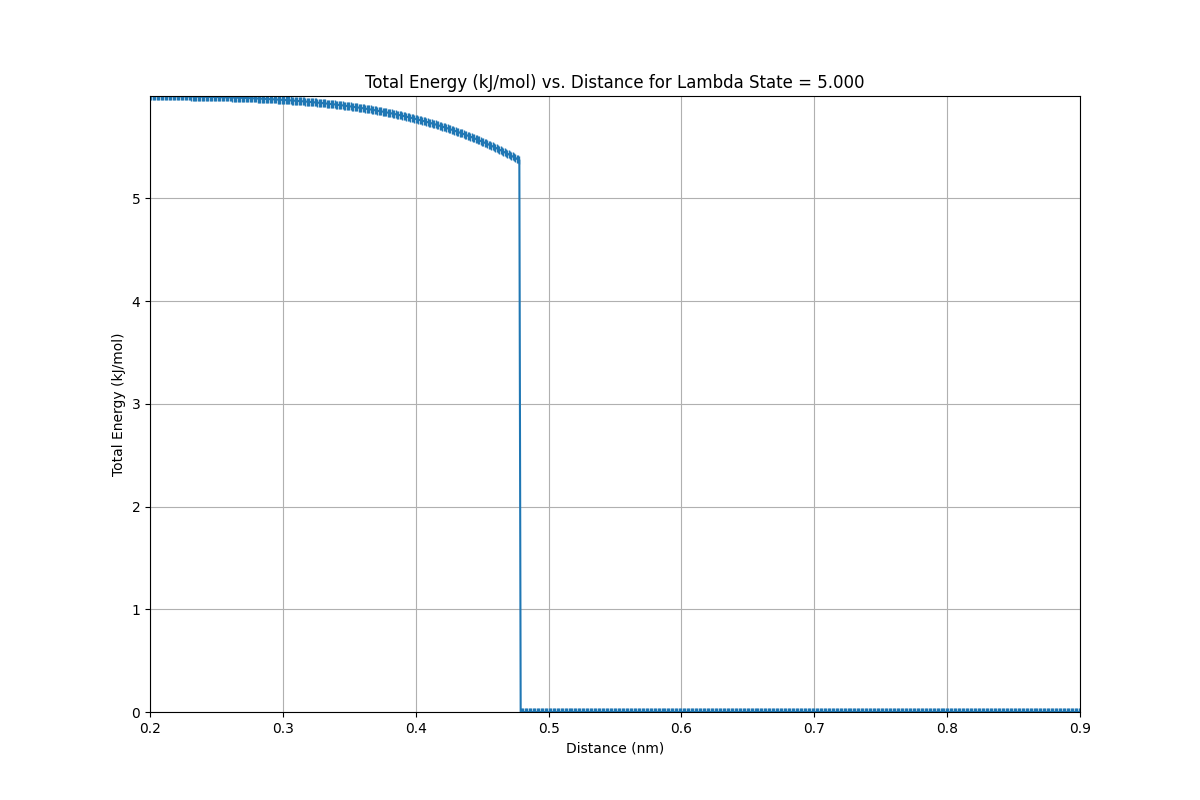 Total Energy (kJ/mol) vs. Distance for Lambda State = 5.000
5
4
3
2
1
0
Total Energy (kJ/mol)
0.2 0.3 0.4 0.5 0.6 0.7 0.8 0.9
Distance (nm)